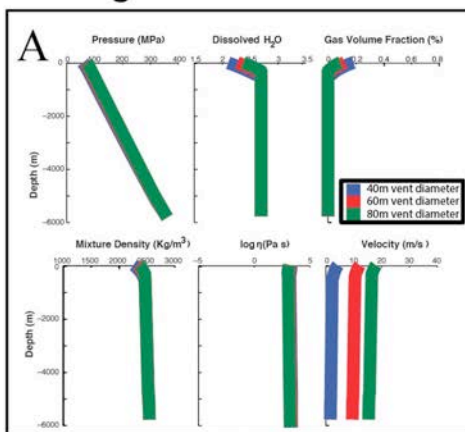 A
Pressure (MPa)
0 100 200 300 400
Dissolved H2O
1.5 2 2.5 3 3.5
Gas Volume Fraction (%)
0 0.2 0.4 0.6 0.8
0
-2000
-4000
-6000
Depth (m)
40m vent diameter
60m vent diameter
80m vent diameter
Mixture Density (Kg/m3)
1000 1500 2000 2500 3000
logη(Pa s)
-5 0 5
Velocity (m/s)
0 10 20 30 40
0
-2000
-4000
-6000
Depth (m)